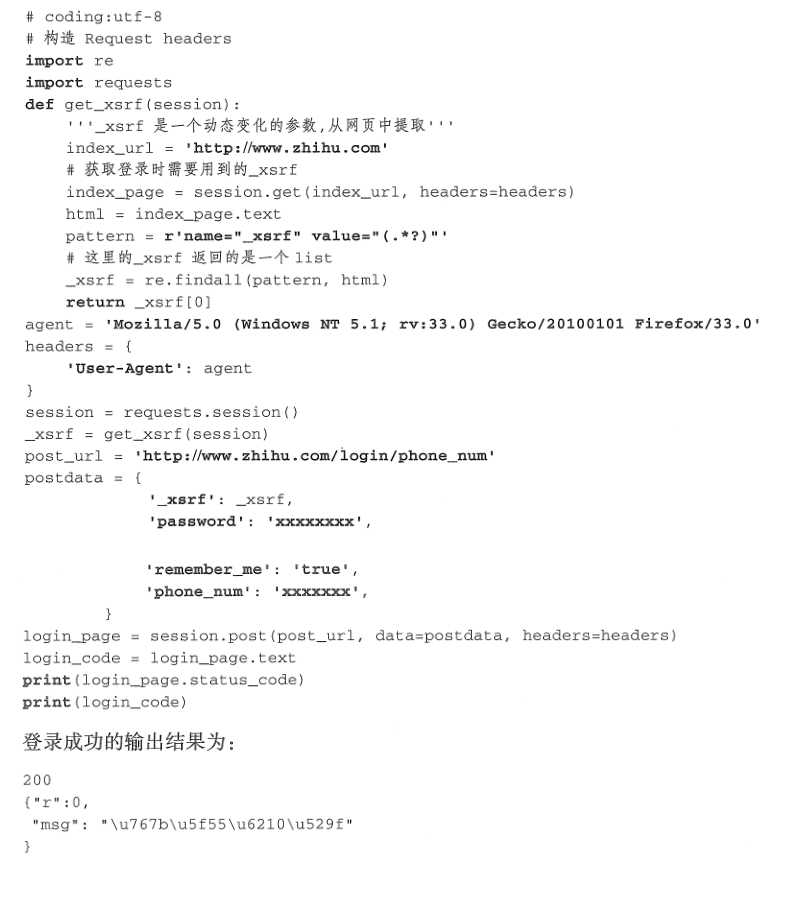 # coding:utf-8
# 构造 Request headers
import re
import requests
def get_xsrf(session):
    '''_xsrf 是一个动态变化的参数,从网页中提取'''
    index_url = 'http://www.zhihu.com'
    # 获取登录时需要用到的_xsrf
    index_page = session.get(index_url, headers=headers)
    html = index_page.text
    pattern = r'name="_xsrf" value="(.*?)"'
    # 这里的_xsrf 返回的是一个 list
    _xsrf = re.findall(pattern, html)
    return _xsrf[0]
agent = 'Mozilla/5.0 (Windows NT 5.1; rv:33.0) Gecko/20100101 Firefox/33.0'
headers = {
    'User-Agent': agent
}
session = requests.session()
_xsrf = get_xsrf(session)
post_url = 'http://www.zhihu.com/login/phone_num'
postdata = {
            '_xsrf': _xsrf,
            'password': 'xxxxxxxx',
            'remember_me': 'true',
            'phone_num': 'xxxxxxx',
        }
login_page = session.post(post_url, data=postdata, headers=headers)
login_code = login_page.text
print(login_page.status_code)
print(login_code)
登录成功的输出结果为:
200
{"r":0,
 "msg": "\u767b\u5f55\u6210\u529f"
}